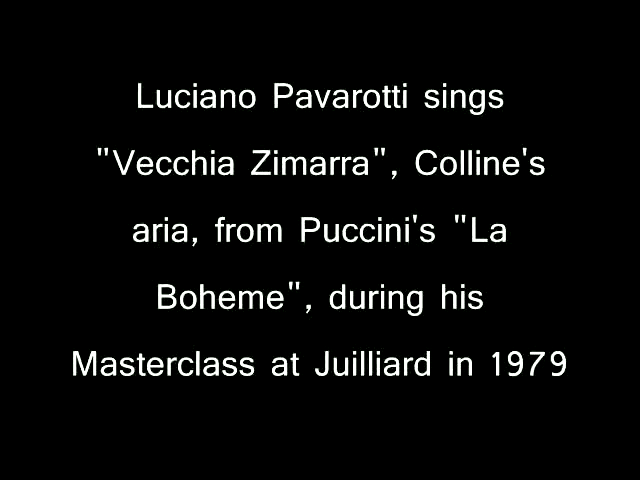 Luciano Pavarotti sings
"Vecchia Zimarra", Colline's
aria, from Puccini's "La
Boheme", during his
Masterclass at Juilliard in 1979